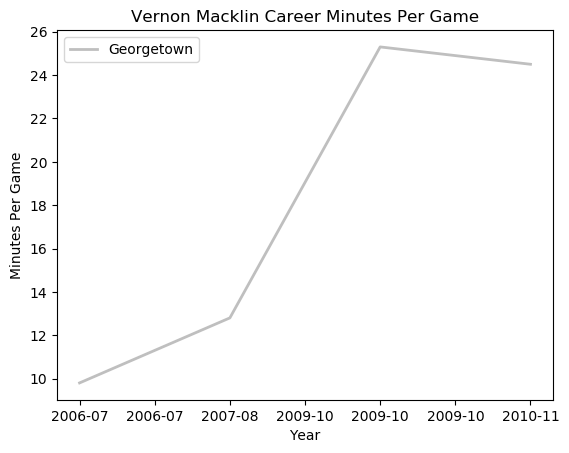 Vernon Macklin Career Minutes Per Game
Georgetown
Minutes Per Game
26
24
22
20
18
16
14
12
10
2006-07 2006-07 2007-08 2009-10 2009-10 2009-10 2010-11
Year